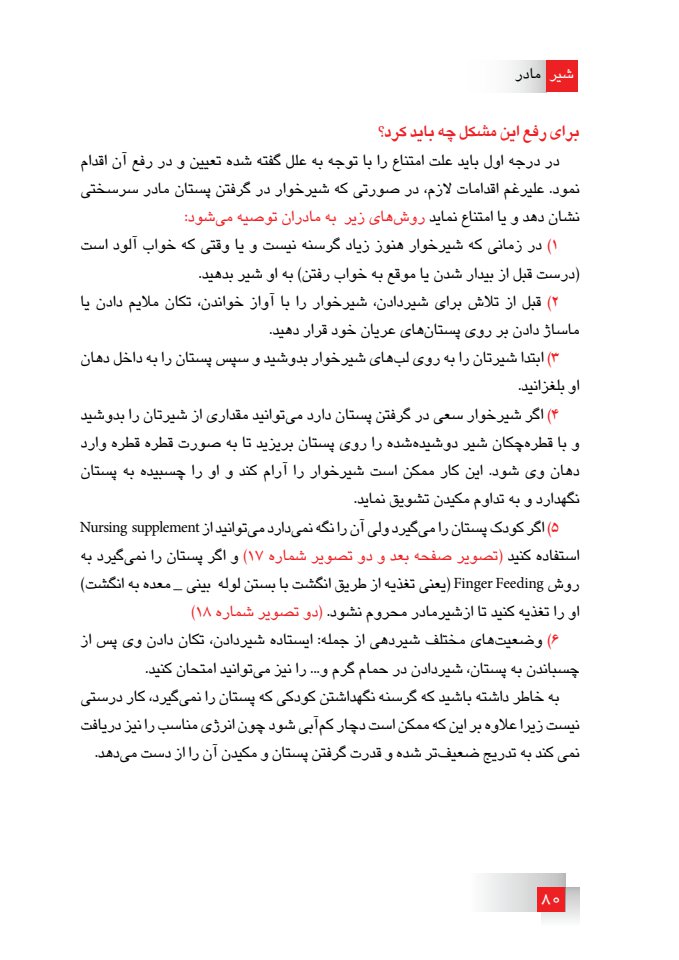 شیر مادر
برای رفع این مشکل چه باید کرد؟
در درجه اول باید علت امتناع را با توجه به علل گفته شده تعیین و در رفع آن اقدام
نمود. علیرغم اقدامات لازم، در صورتی که شیرخوار در گرفتن پستان مادر سرسختی
نشان دهد و یا امتناع نماید روش‌های زیر به مادران توصیه می‌شود:
۱) در زمانی که شیرخوار هنوز زیاد گرسنه نیست و یا وقتی که خواب آلود است
(درست قبل از بیدار شدن یا موقع به خواب رفتن) به او شیر بدهید.
۲) قبل از تلاش برای شیردادن، شیرخوار را با آواز خواندن، تکان ملایم دادن یا
ماساژ دادن بر روی پستان‌های عریان خود قرار دهید.
۳) ابتدا شیرتان را به روی لب‌های شیرخوار بدوشید و سپس پستان را به داخل دهان
او بلغزانید.
۴) اگر شیرخوار سعی در گرفتن پستان دارد می‌توانید مقداری از شیرتان را بدوشید
و با قطره‌چکان شیر دوشیده‌شده را روی پستان بریزید تا به صورت قطره قطره وارد
دهان وی شود. این کار ممکن است شیرخوار را آرام کند و او را چسبیده به پستان
نگهدارد و به تداوم مکیدن تشویق نماید.
۵) اگر کودک پستان را می‌گیرد ولی آن را نگه نمی‌دارد می‌توانید از Nursing supplement
استفاده کنید (تصویر صفحه بعد و دو تصویر شماره ۱۷) و اگر پستان را نمی‌گیرد به
روش Finger Feeding (یعنی تغذیه از طریق انگشت با بستن لوله بینی _ معده به انگشت)
او را تغذیه کنید تا ازشیرمادر محروم نشود. (دو تصویر شماره ۱۸)
۶) وضعیت‌های مختلف شیردهی از جمله: ایستاده شیردادن، تکان دادن وی پس از
چسباندن به پستان، شیردادن در حمام گرم و... را نیز می‌توانید امتحان کنید.
به خاطر داشته باشید که گرسنه نگهداشتن کودکی که پستان را نمی‌گیرد، کار درستی
نیست زیرا علاوه بر این که ممکن است دچار کم‌آبی شود چون انرژی مناسب را نیز دریافت
نمی کند به تدریج ضعیف‌تر شده و قدرت گرفتن پستان و مکیدن آن را از دست می‌دهد.
۸۰